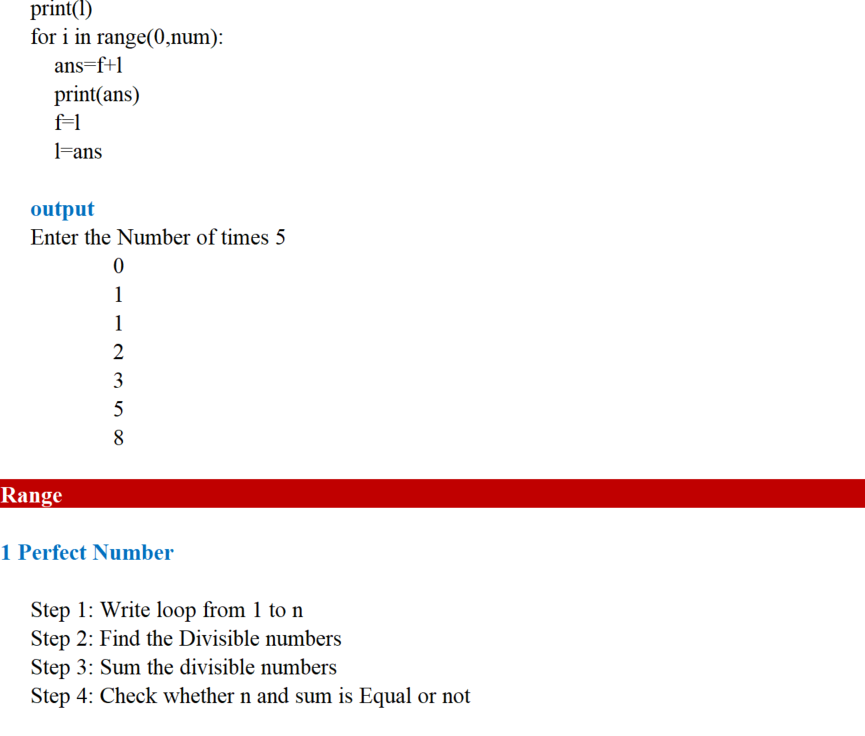 print(l)
for i in range(0,num):
ans=f+l
print(ans)
f=l
l=ans
output
Enter the Number of times 5
0
1
1
2
3
5
8
Range
1 Perfect Number
Step 1: Write loop from 1 to n
Step 2: Find the Divisible numbers
Step 3: Sum the divisible numbers
Step 4: Check whether n and sum is Equal or not